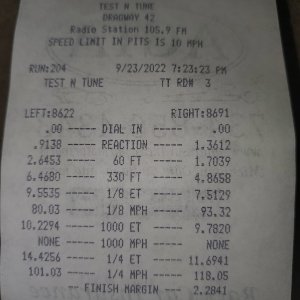 TEST N TUNE
DRAGWAY 42
Radio Station 105.9 FM
SPEED LIMIT IN PITS IS 10 MPH
RUN:204 9/23/2022 7:23:23 PM
TEST N TUNE TT RD# 3
LEFT:8622 RIGHT:8691
.00 ----- DIAL IN ----- .00
.9138 ----- REACTION ----- 1.3612
2.6453 ----- 60 FT ----- 1.7039
6.4680 ----- 330 FT ----- 4.8658
9.5535 ----- 1/8 ET ----- 7.5129
80.03 ----- 1/8 MPH ----- 93.32
10.2294 ----- 1000 ET ----- 9.7820
NONE ----- 1000 MPH ----- NONE
14.4256 ----- 1/4 ET ----- 11.6941
101.03 ----- 1/4 MPH ----- 118.05
-- FINISH MARGIN -- 2.2841